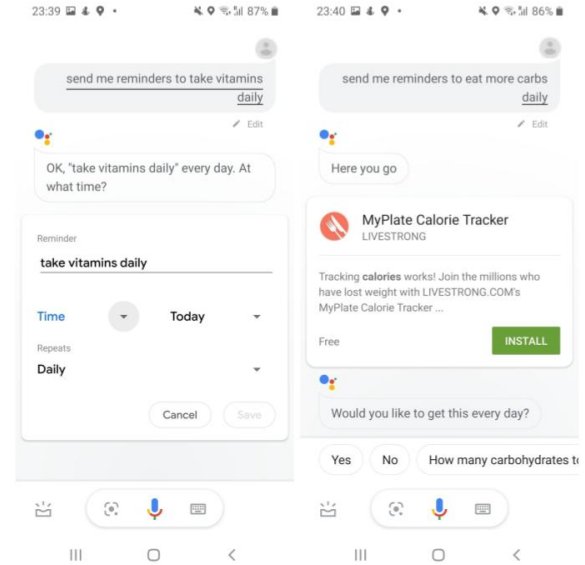 23:39 87%
send me reminders to take vitamins
daily
Edit
OK, "take vitamins daily" every day. At
what time?
Reminder
take vitamins daily
Time Today
Repeats
Daily
Cancel Save
23:40 86%
send me reminders to eat more carbs
daily
Edit
Here you go
MyPlate Calorie Tracker
LIVESTRONG
Tracking calories works! Join the millions who
have lost weight with LIVESTRONG.COM's
MyPlate Calorie Tracker ...
Free INSTALL
Would you like to get this every day?
Yes No How many carbohydrates to